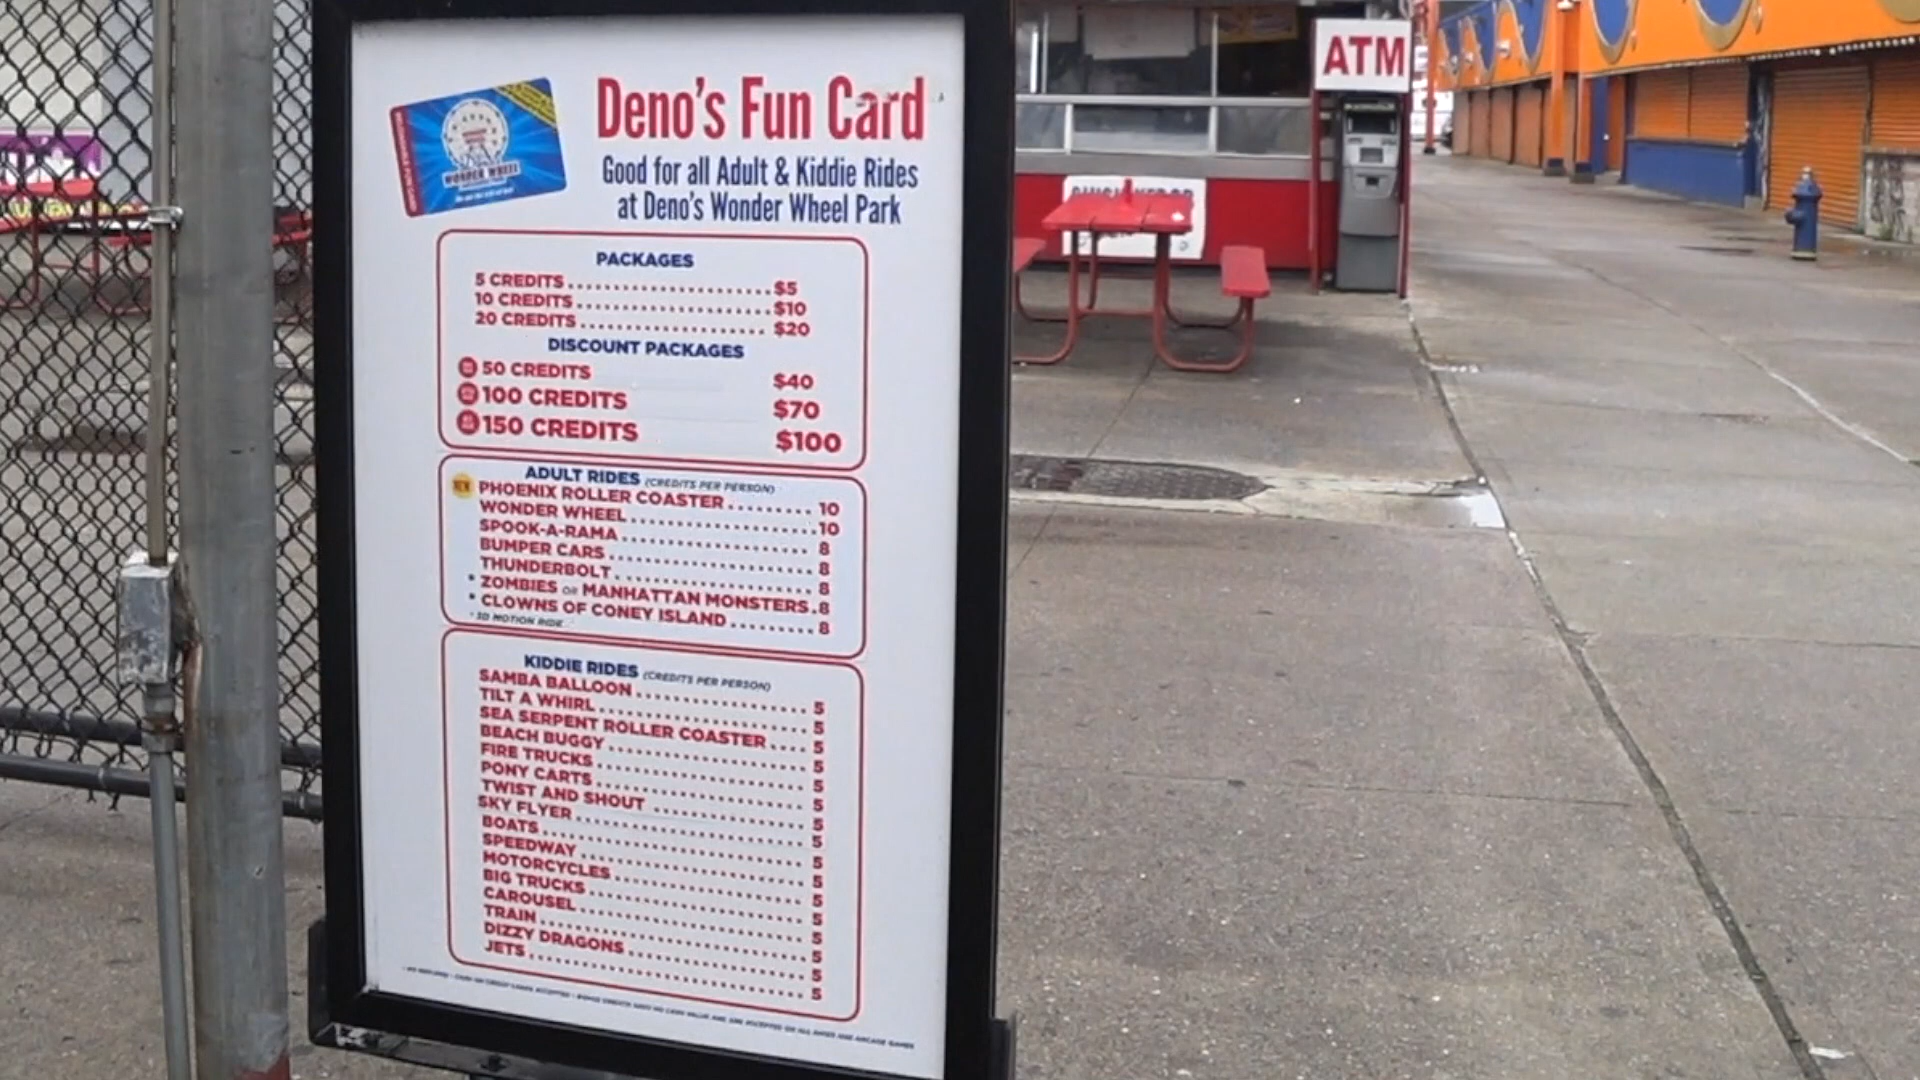 Deno's Fun Card
Good for all Adult & Kiddie Rides
at Deno's Wonder Wheel Park
WONDER WHEEL
PACKAGES
5 CREDITS ........................ $5
10 CREDITS ........................ $10
20 CREDITS ........................ $20
DISCOUNT PACKAGES
50 CREDITS $40
100 CREDITS $70
150 CREDITS $100
ADULT RIDES (CREDITS PER PERSON)
NEW PHOENIX ROLLER COASTER ......... 10
WONDER WHEEL ..................... 10
SPOOK-A-RAMA ..................... 8
BUMPER CARS ...................... 8
THUNDERBOLT ...................... 8
* ZOMBIES OR MANHATTAN MONSTERS . 8
* CLOWNS OF CONEY ISLAND ......... 8
* 3D MOTION RIDE
KIDDIE RIDES (CREDITS PER PERSON)
SAMBA BALLOON .................... 5
TILT A WHIRL ..................... 5
SEA SERPENT ROLLER COASTER .... 5
BEACH BUGGY ...................... 5
FIRE TRUCKS ...................... 5
PONY CARTS ....................... 5
TWIST AND SHOUT .................. 5
SKY FLYER ........................ 5
BOATS ............................ 5
SPEEDWAY ......................... 5
MOTORCYCLES ...................... 5
BIG TRUCKS ....................... 5
CAROUSEL ......................... 5
TRAIN ............................ 5
DIZZY DRAGONS .................... 5
JETS ............................. 5
ATM